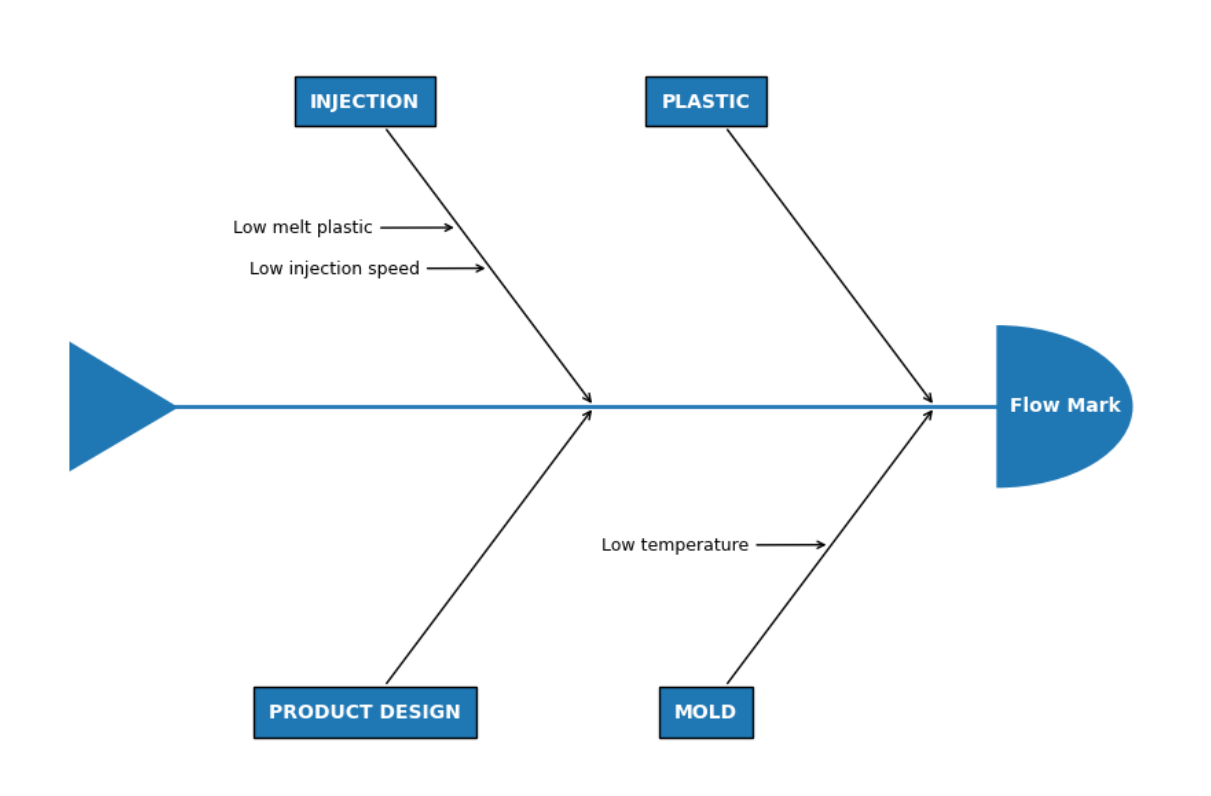 INJECTION
PLASTIC
Low melt plastic
Low injection speed
Flow Mark
Low temperature
PRODUCT DESIGN
MOLD